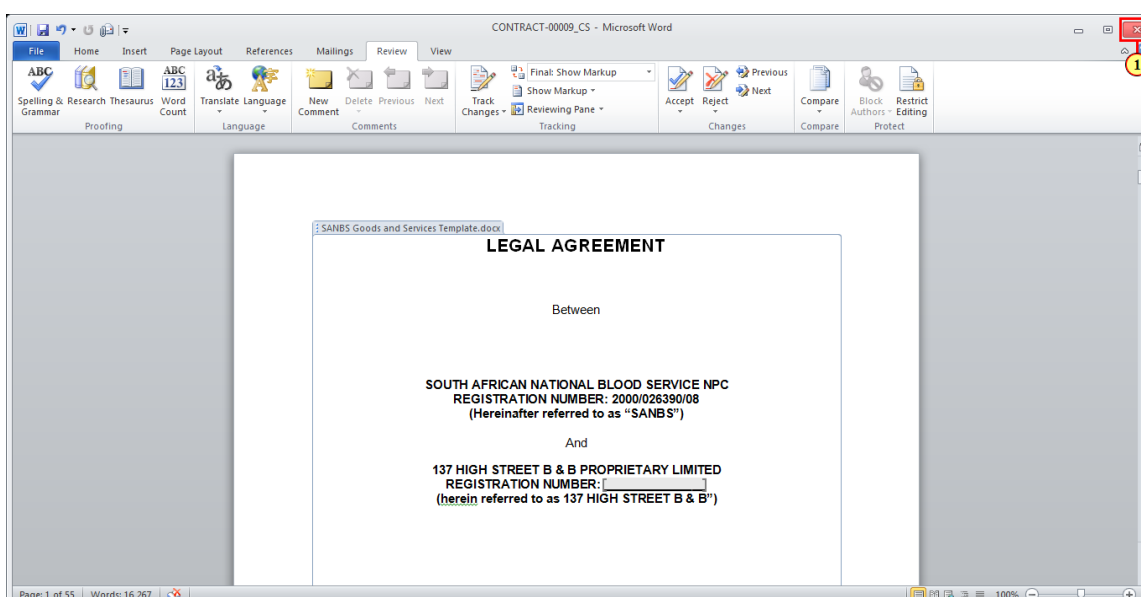 CONTRACT-00009_CS - Microsoft Word
File Home Insert Page Layout References Mailings Review View
1
ABC ABC 123
Spelling & Grammar Research Thesaurus Word Count Translate Language New Comment Delete Previous Next Track Changes Final: Show Markup Show Markup Reviewing Pane Accept Reject Previous Next Compare Block Authors Restrict Editing
Proofing Language Comments Tracking Changes Compare Protect
SANBS Goods and Services Template.docx
LEGAL AGREEMENT
Between
SOUTH AFRICAN NATIONAL BLOOD SERVICE NPC
REGISTRATION NUMBER: 2000/026390/08
(Hereinafter referred to as “SANBS”)
And
137 HIGH STREET B & B PROPRIETARY LIMITED
REGISTRATION NUMBER:[ ]
(herein referred to as 137 HIGH STREET B & B”)
Page: 1 of 55 Words: 16 267 100%